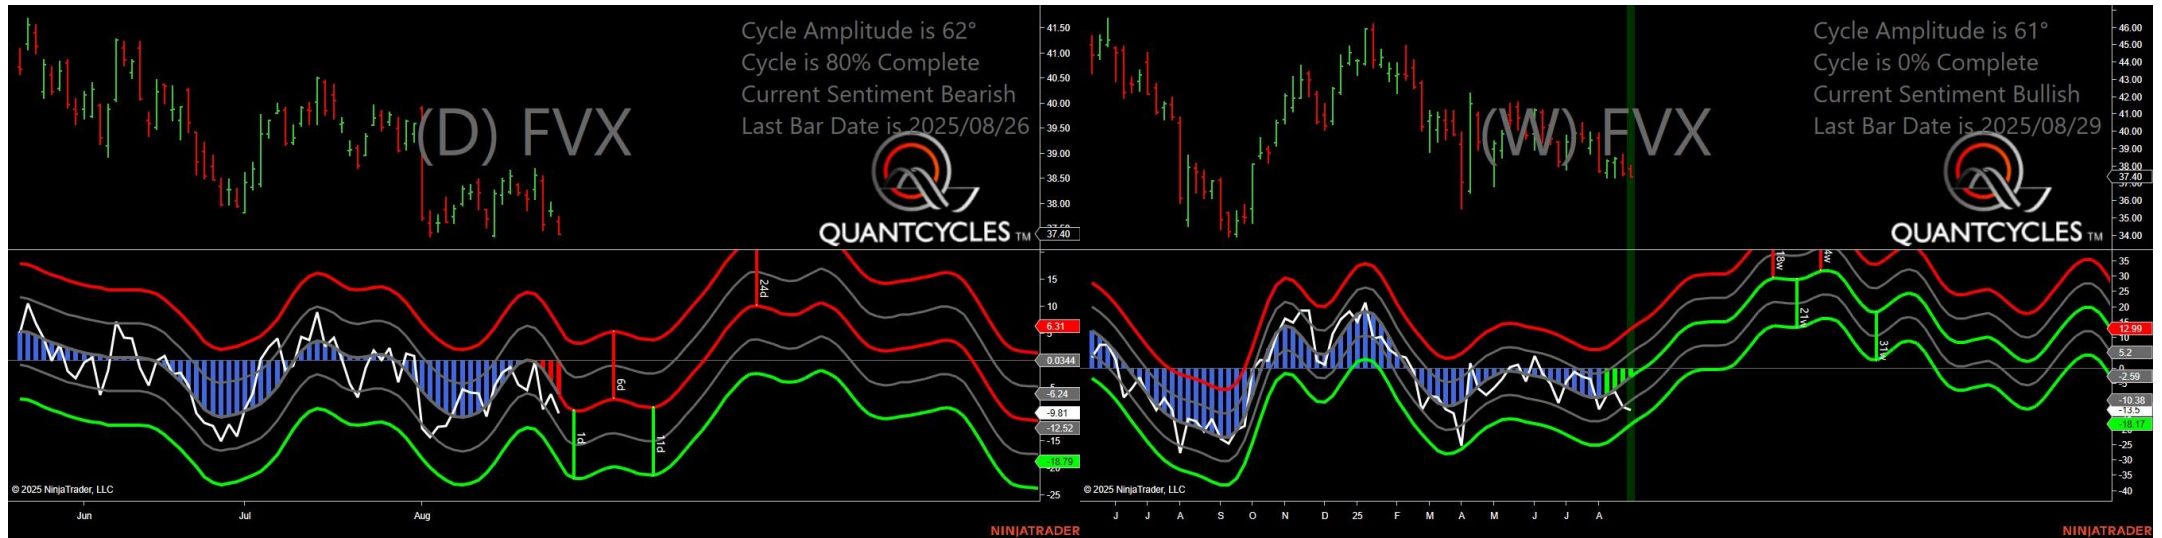 Cycle Amplitude is 62°
Cycle is 80% Complete
Current Sentiment Bearish
Last Bar Date is 2025/08/26
(D) FVX
QUANTCYCLES TM
41.50
41.00
40.50
40.00
39.50
39.00
38.50
38.00
37.40
24d
6d
1d
11d
15
10
6.31
0.0344
-6.24
-9.81
-12.52
-15
-18.79
-25
© 2025 NinjaTrader, LLC
Jun
Jul
Aug
NINJATRADER
Cycle Amplitude is 61°
Cycle is 0% Complete
Current Sentiment Bullish
Last Bar Date is 2025/08/29
(W) FVX
QUANTCYCLES TM
46.00
45.00
44.00
43.00
42.00
41.00
40.00
39.00
38.00
37.40
37.00
36.00
35.00
34.00
18w
4w
21w
31w
35
30
25
20
15
12.99
10
5.2
-2.59
-10.38
-13.5
-18.17
-25
-30
-35
-40
© 2025 NinjaTrader, LLC
J
J
A
S
O
N
D
25
F
M
A
M
J
J
A
NINJATRADER